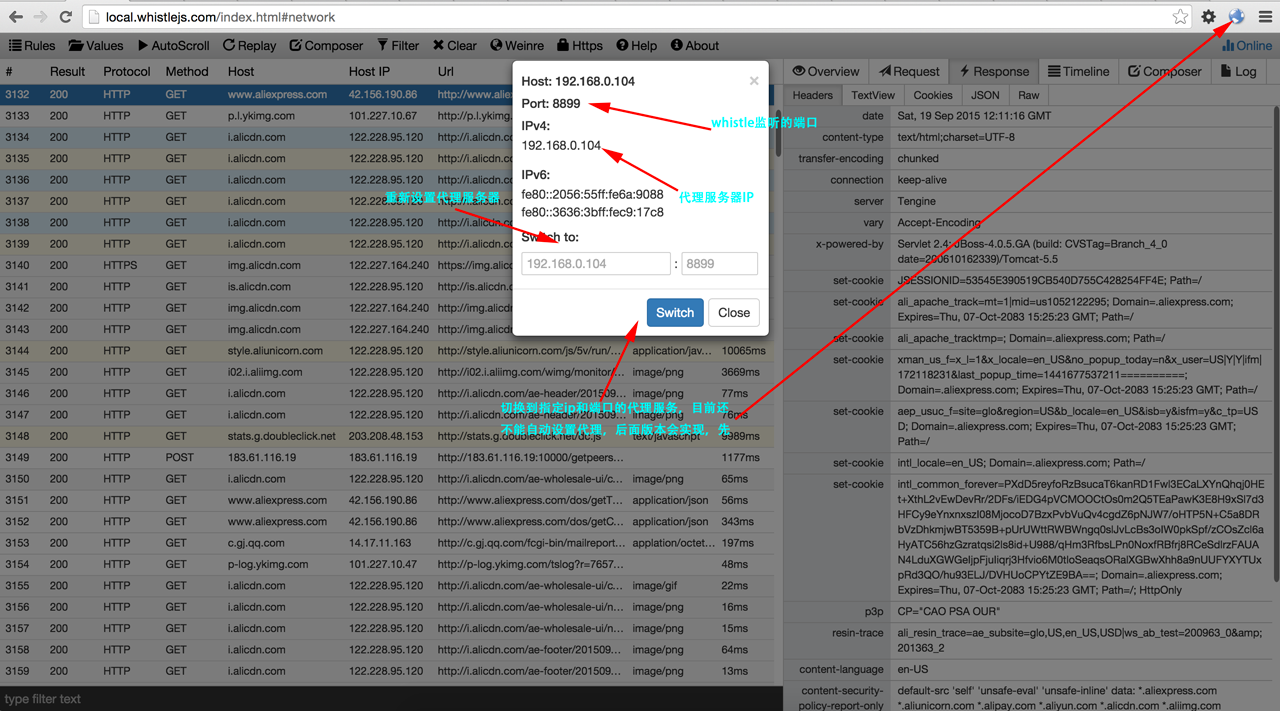 local.whistlejs.com/index.html#network
Rules Values AutoScroll Replay Composer Filter Clear Weinre Https Help About Online
# Result Protocol Method Host Host IP Url
3132 200 HTTP GET www.aliexpress.com 42.156.190.86 http://www.alie
3133 200 HTTP GET p.l.ykimg.com 101.227.10.67 http://p.l.ykimg
3134 200 HTTP GET i.alicdn.com 122.228.95.120 http://i.alicdn.c
3135 200 HTTP GET i.alicdn.com 122.228.95.120 http://i.alicdn.c
3136 200 HTTP GET i.alicdn.com 122.228.95.120 http://i.alicdn.c
3137 200 HTTP GET i.alicdn.com 122.228.95.120 http://i.alicdn.c
3138 200 HTTP GET i.alicdn.com 122.228.95.120 http://i.alicdn.c
3139 200 HTTP GET i.alicdn.com 122.228.95.120 http://i.alicdn.c
3140 200 HTTPS GET img.alicdn.com 122.227.164.240 https://img.alic
3141 200 HTTP GET is.alicdn.com 122.228.95.120 http://is.alicdn.
3142 200 HTTP GET img.alicdn.com 122.227.164.240 http://img.alicd
3143 200 HTTP GET img.alicdn.com 122.227.164.240 http://img.alicd
3144 200 HTTP GET style.aliunicorn.com 122.228.95.120 http://style.aliunicorn.com/js/5v/run/... application/jav... 10065ms
3145 200 HTTP GET i02.i.aliimg.com 122.228.95.120 http://i02.i.aliimg.com/wimg/monitor/... image/png 3669ms
3146 200 HTTP GET i.alicdn.com 122.228.95.120 http://i.alicdn.com/ae-header/201509... image/png 77ms
3147 200 HTTP GET i.alicdn.com 122.228.95.120 http://i.alicdn.com/ae-header/201509... image/png 76ms
3148 200 HTTP GET stats.g.doubleclick.net 203.208.48.153 http://stats.g.doubleclick.net/dc.js text/javascript 9989ms
3149 200 HTTP POST 183.61.116.19 183.61.116.19 http://183.61.116.19:10000/getpeers... 1177ms
3150 200 HTTP GET i.alicdn.com 122.228.95.120 http://i.alicdn.com/ae-wholesale-ui/c... image/png 65ms
3151 200 HTTP GET www.aliexpress.com 42.156.190.86 http://www.aliexpress.com/dos/getT... application/json 56ms
3152 200 HTTP GET www.aliexpress.com 42.156.190.86 http://www.aliexpress.com/dos/getC... application/json 343ms
3153 200 HTTP GET c.gj.qq.com 14.17.11.163 http://c.gj.qq.com/fcgi-bin/mailreport... applation/octet... 197ms
3154 200 HTTP GET p-log.ykimg.com 101.227.10.47 http://p-log.ykimg.com/tslog?r=7657... 48ms
3155 200 HTTP GET i.alicdn.com 122.228.95.120 http://i.alicdn.com/ae-wholesale-ui/c... image/gif 22ms
3156 200 HTTP GET i.alicdn.com 122.228.95.120 http://i.alicdn.com/ae-wholesale-ui/n... image/png 16ms
3157 200 HTTP GET i.alicdn.com 122.228.95.120 http://i.alicdn.com/ae-wholesale-ui/n... image/png 15ms
3158 200 HTTP GET i.alicdn.com 122.228.95.120 http://i.alicdn.com/ae-footer/201509... image/png 64ms
3159 200 HTTP GET i.alicdn.com 122.228.95.120 http://i.alicdn.com/ae-footer/201509... image/png 13ms
type filter text
Host: 192.168.0.104 ×
Port: 8899
whistle监听的端口
IPv4:
192.168.0.104
代理服务器IP
IPv6:
fe80::2056:55ff:fe6a:9088
fe80::3636:3bff:fec9:17c8
重新设置代理服务器
Switch to:
192.168.0.104 : 8899
Switch Close
切换到指定ip和端口的代理服务，目前还
不能自动设置代理，后面版本会实现，先
Overview Request Response Timeline Composer Log
Headers TextView Cookies JSON Raw
date Sat, 19 Sep 2015 12:11:16 GMT
content-type text/html;charset=UTF-8
transfer-encoding chunked
connection keep-alive
server Tengine
vary Accept-Encoding
x-powered-by Servlet 2.4; JBoss-4.0.5.GA (build: CVSTag=Branch_4_0
date=200610162339)/Tomcat-5.5
set-cookie JSESSIONID=53545E390519CB540D755C428254FF4E; Path=/
set-cookie ali_apache_track=mt=1|mid=us1052122295; Domain=.aliexpress.com;
Expires=Thu, 07-Oct-2083 15:25:23 GMT; Path=/
set-cookie ali_apache_tracktmp=; Domain=.aliexpress.com; Path=/
set-cookie xman_us_f=x_l=1&x_locale=en_US&no_popup_today=n&x_user=US|Y|Y|ifm|
172118231&last_popup_time=1441677537211==========;
Domain=.aliexpress.com; Expires=Thu, 07-Oct-2083 15:25:23 GMT; Path=/
set-cookie aep_usuc_f=site=glo&region=US&b_locale=en_US&isb=y&isfm=y&c_tp=US
D; Domain=.aliexpress.com; Expires=Thu, 07-Oct-2083 15:25:23 GMT;
Path=/
set-cookie intl_locale=en_US; Domain=.aliexpress.com; Path=/
set-cookie intl_common_forever=PXdD5reyfoRzBsucaT6kanRD1Fwl3ECaLXYnQhqj0HE
t+XthL2vEwDevRr/2DFs/iEDG4pVCMOOCtOs0m2Q5TEaPawK3E8H9xSl7d3
HFCy9eYnxnxszI08MjocoD7BzxPvbVuQv4cgdZ6pNJW7/oHTP5N+C5a8DR
bVzDhkmjwBT5359B+pUrUWttRWBWngq0slJvLcBs3oIW0pkSpf/zCOsZcl6a
HyATC56hzGzratqsi2ls8id+U988/qHm3RfbsLPn0NoxfRBfrj8RCeSdlrzFAUA
N4LduXGWGeljpFjuIiqrj3Hfvio6M0tloSeaqsORalXGBwXhh8a9nUUFYXYTUx
pRd3QO/hu93ELJ/DVHUoCPYtZE9BA==; Domain=.aliexpress.com;
Expires=Thu, 07-Oct-2083 15:25:23 GMT; Path=/; HttpOnly
p3p CP="CAO PSA OUR"
resin-trace ali_resin_trace=ae_subsite=glo,US,en_US,USD|ws_ab_test=200963_0&amp;
201363_2
content-language en-US
content-security- default-src 'self' 'unsafe-eval' 'unsafe-inline' data: *.aliexpress.com
policy-report-only *.aliunicorn.com *.alipay.com *.aliyun.com *.alicdn.com *.aliimg.com